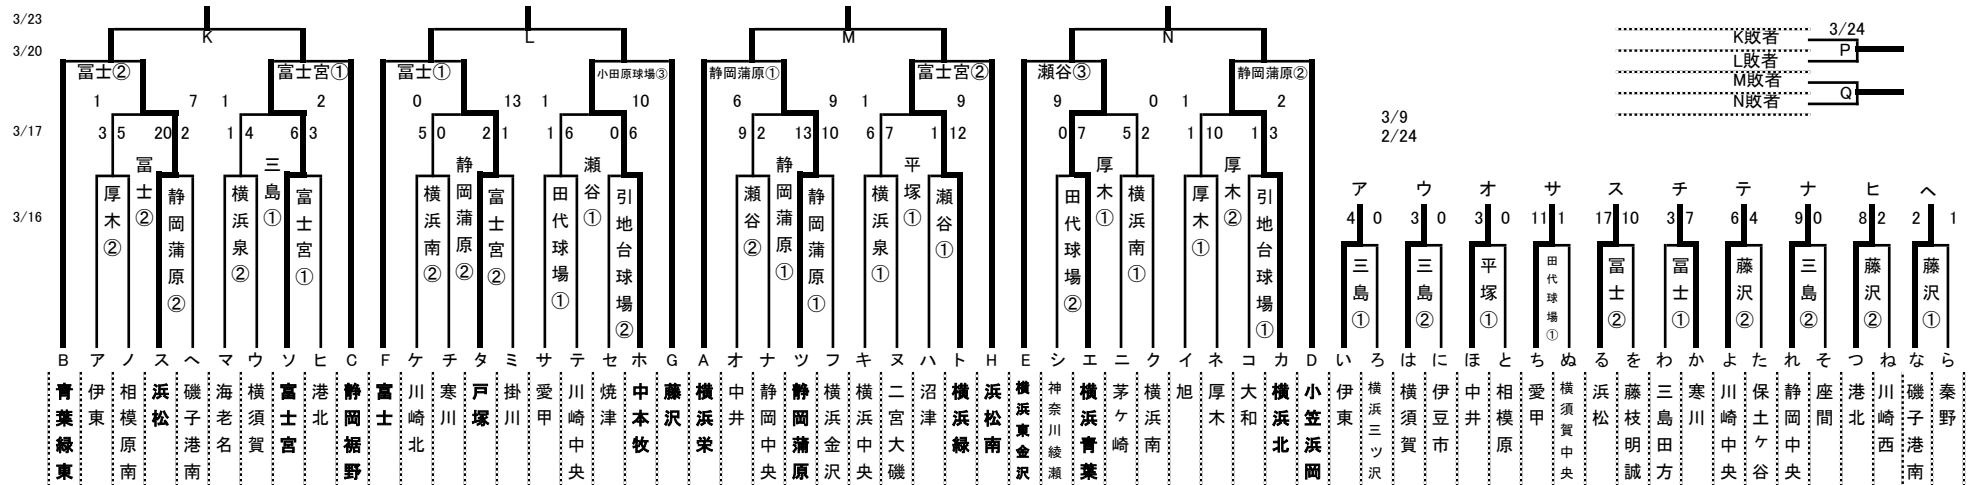 3/23
K L M N
K敗者 3/24
P
3/20
L敗者
冨士② 富士宮① 冨士① 小田原球場③ 静岡蒲原① 富士宮② 瀬谷③ 静岡蒲原②
M敗者
Q
N敗者
1 7 1 2 0 13 1 10 6 9 1 9 9 0 1 2
3/9
3/17
3 5 20 2 1 4 6 3 5 0 2 1 1 6 0 6 9 2 13 10 6 7 1 12 0 7 5 2 1 10 1 3
2/24
冨士② 三島① 静岡蒲原② 瀬谷① 静岡蒲原① 平塚① 厚木① 厚木②
厚木② 静岡蒲原② 横浜泉② 富士宮① 横浜南② 富士宮② 田代球場① 引地台球場② 瀬谷② 静岡蒲原① 横浜泉① 瀬谷① 田代球場② 横浜南① 厚木① 引地台球場①
ア ウ オ サ ス チ テ ナ ヒ ヘ
3/16
4 0 3 0 3 0 11 1 17 10 3 7 6 4 9 0 8 2 2 1
三島① 三島② 平塚① 田代球場① 冨士② 冨士① 藤沢② 三島② 藤沢② 藤沢①
B ア ノ ス ヘ マ ウ ソ ヒ C F ケ チ タ ミ サ テ セ ホ G A オ ナ ツ フ キ ヌ ハ ト H E シ エ ニ ク イ ネ コ カ D い ろ は に ほ と ち ぬ る を わ か よ た れ そ つ ね な ら
青葉緑東
伊東
相模原南
浜松
磯子港南
海老名
横須賀
富士宮
港北
静岡裾野
富士
川崎北
寒川
戸塚
掛川
愛甲
川崎中央
焼津
中本牧
藤沢
横浜栄
中井
静岡中央
静岡蒲原
横浜金沢
横浜中央
二宮大磯
沼津
横浜緑
浜松南
横浜東金沢
神奈川綾瀬
横浜青葉
茅ケ崎
横浜南
旭
厚木
大和
横浜北
小笠浜岡
伊東
横浜三ッ沢
横須賀
伊豆市
中井
相模原
愛甲
横須賀中央
浜松
藤枝明誠
三島田方
寒川
川崎中央
保土ケ谷
静岡中央
座間
港北
川崎西
磯子港南
秦野